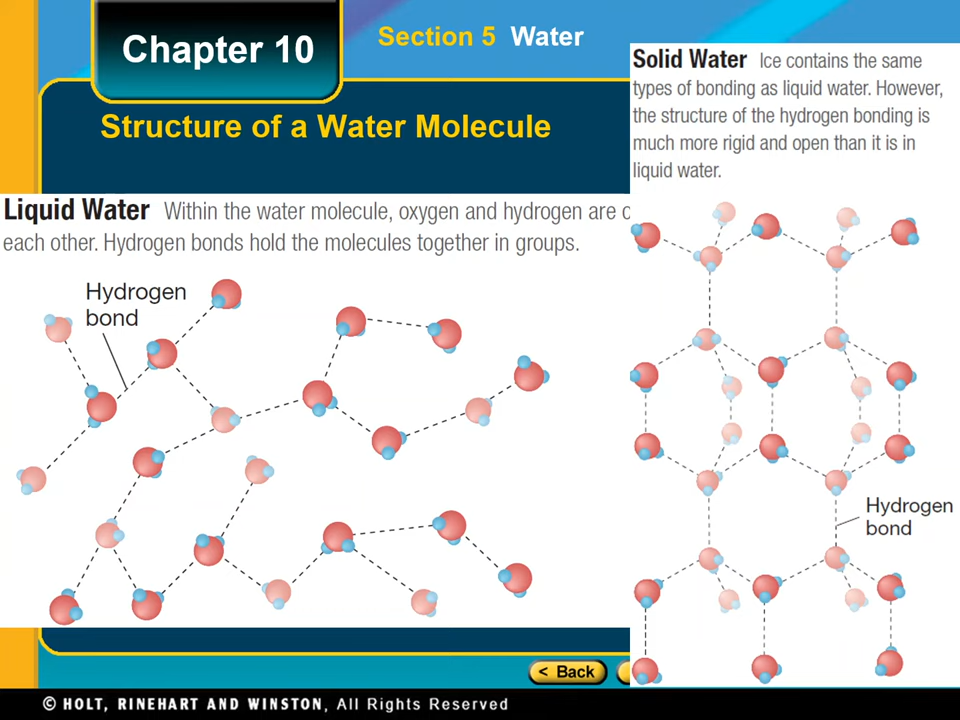 Chapter 10
Section 5 Water
Structure of a Water Molecule
Solid Water Ice contains the same
types of bonding as liquid water. However,
the structure of the hydrogen bonding is
much more rigid and open than it is in
liquid water.
Liquid Water Within the water molecule, oxygen and hydrogen are
each other. Hydrogen bonds hold the molecules together in groups.
Hydrogen
bond
Hydrogen
bond
< Back
© HOLT, RINEHART AND WINSTON, All Rights Reserved